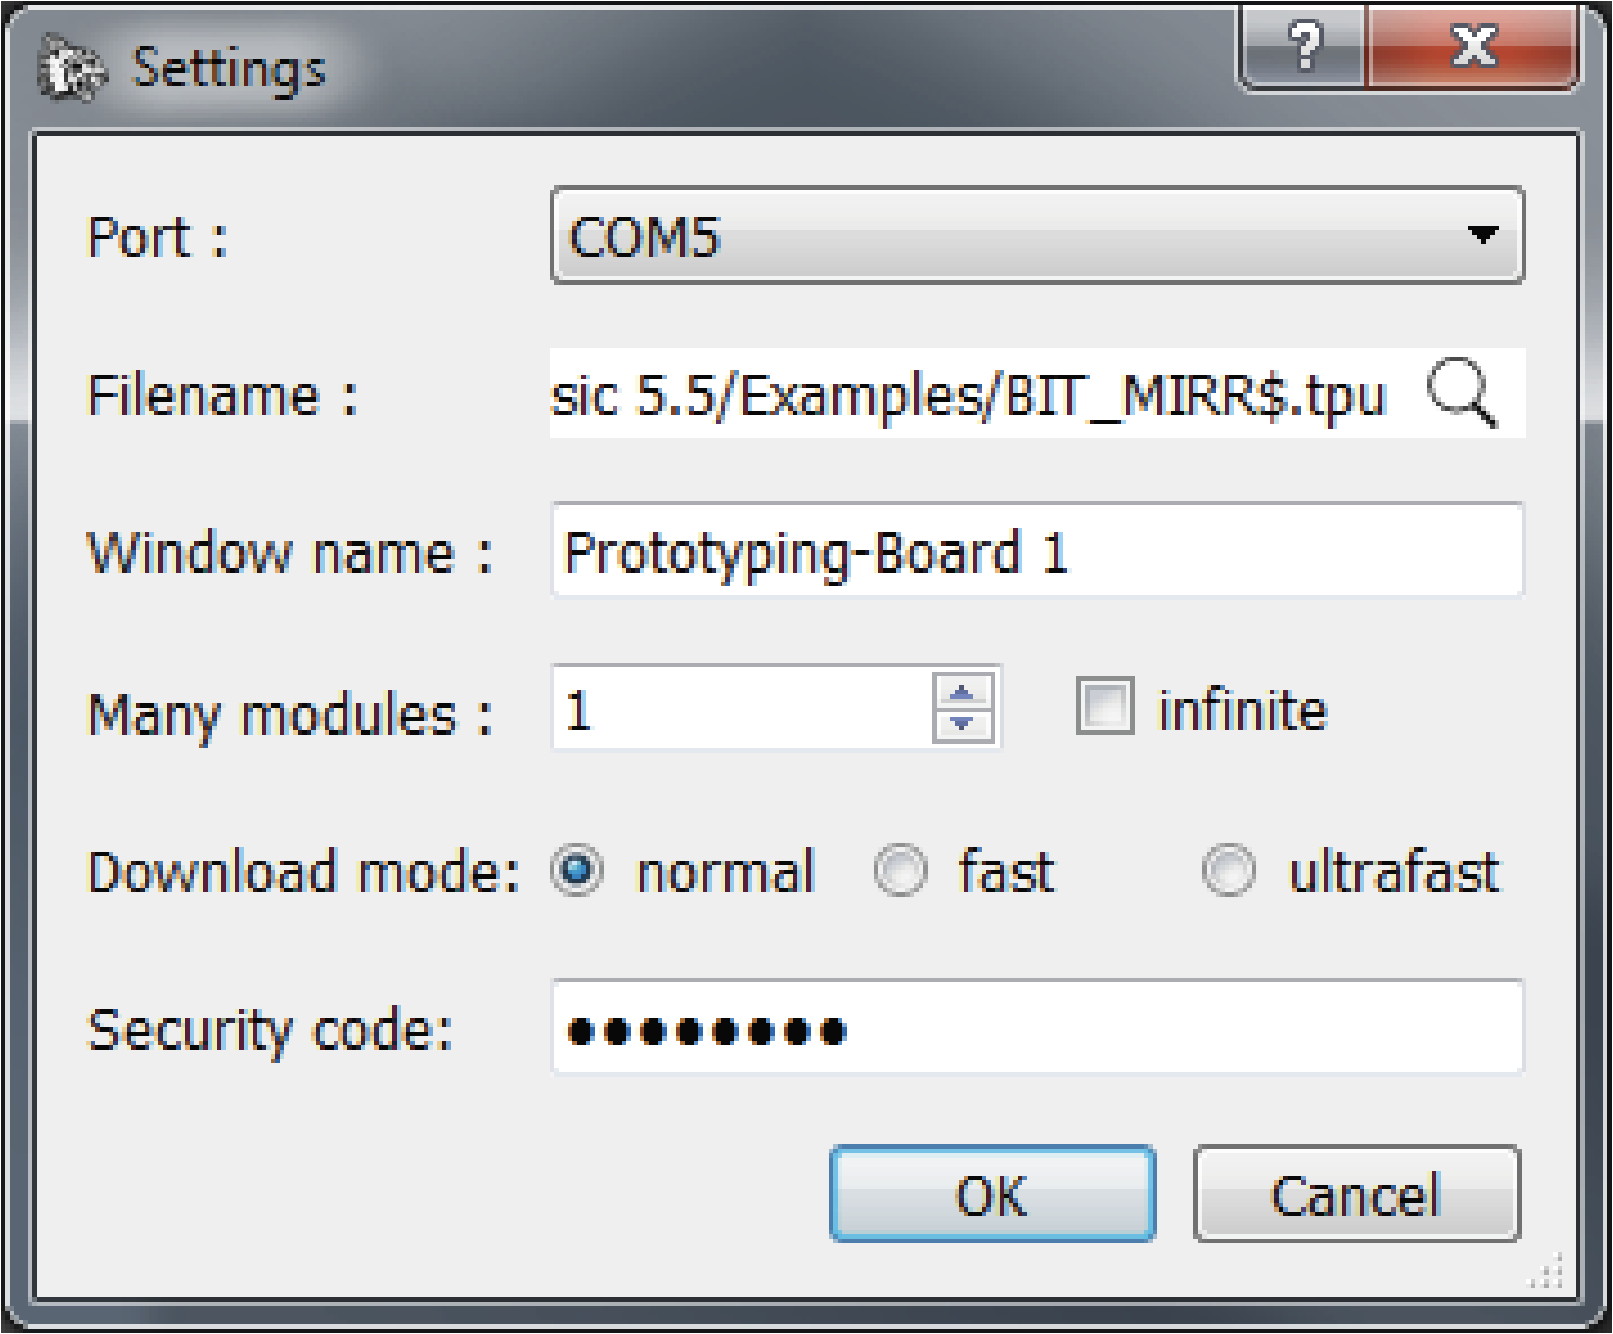 Settings
Port : COM5
Filename : sic 5.5/Examples/BIT_MIRR$.tpu
Window name : Prototyping-Board 1
Many modules : 1 infinite
Download mode: normal fast ultrafast
Security code: ●●●●●●●●
OK Cancel